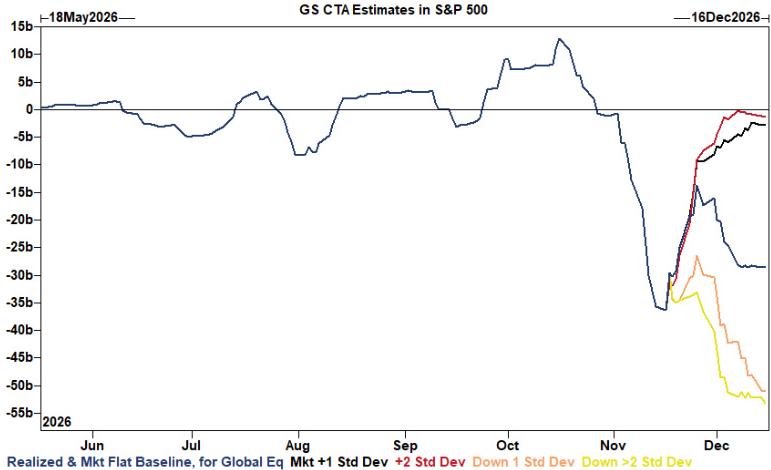 GS CTA Estimates in S&P 500
18May2026
16Dec2026
15b
10b
5b
0
-5b
-10b
-15b
-20b
-25b
-30b
-35b
-40b
-45b
-50b
-55b
2026
Jun Jul Aug Sep Oct Nov Dec
Realized & Mkt Flat Baseline, for Global Eq Mkt +1 Std Dev +2 Std Dev Down 1 Std Dev Down >2 Std Dev